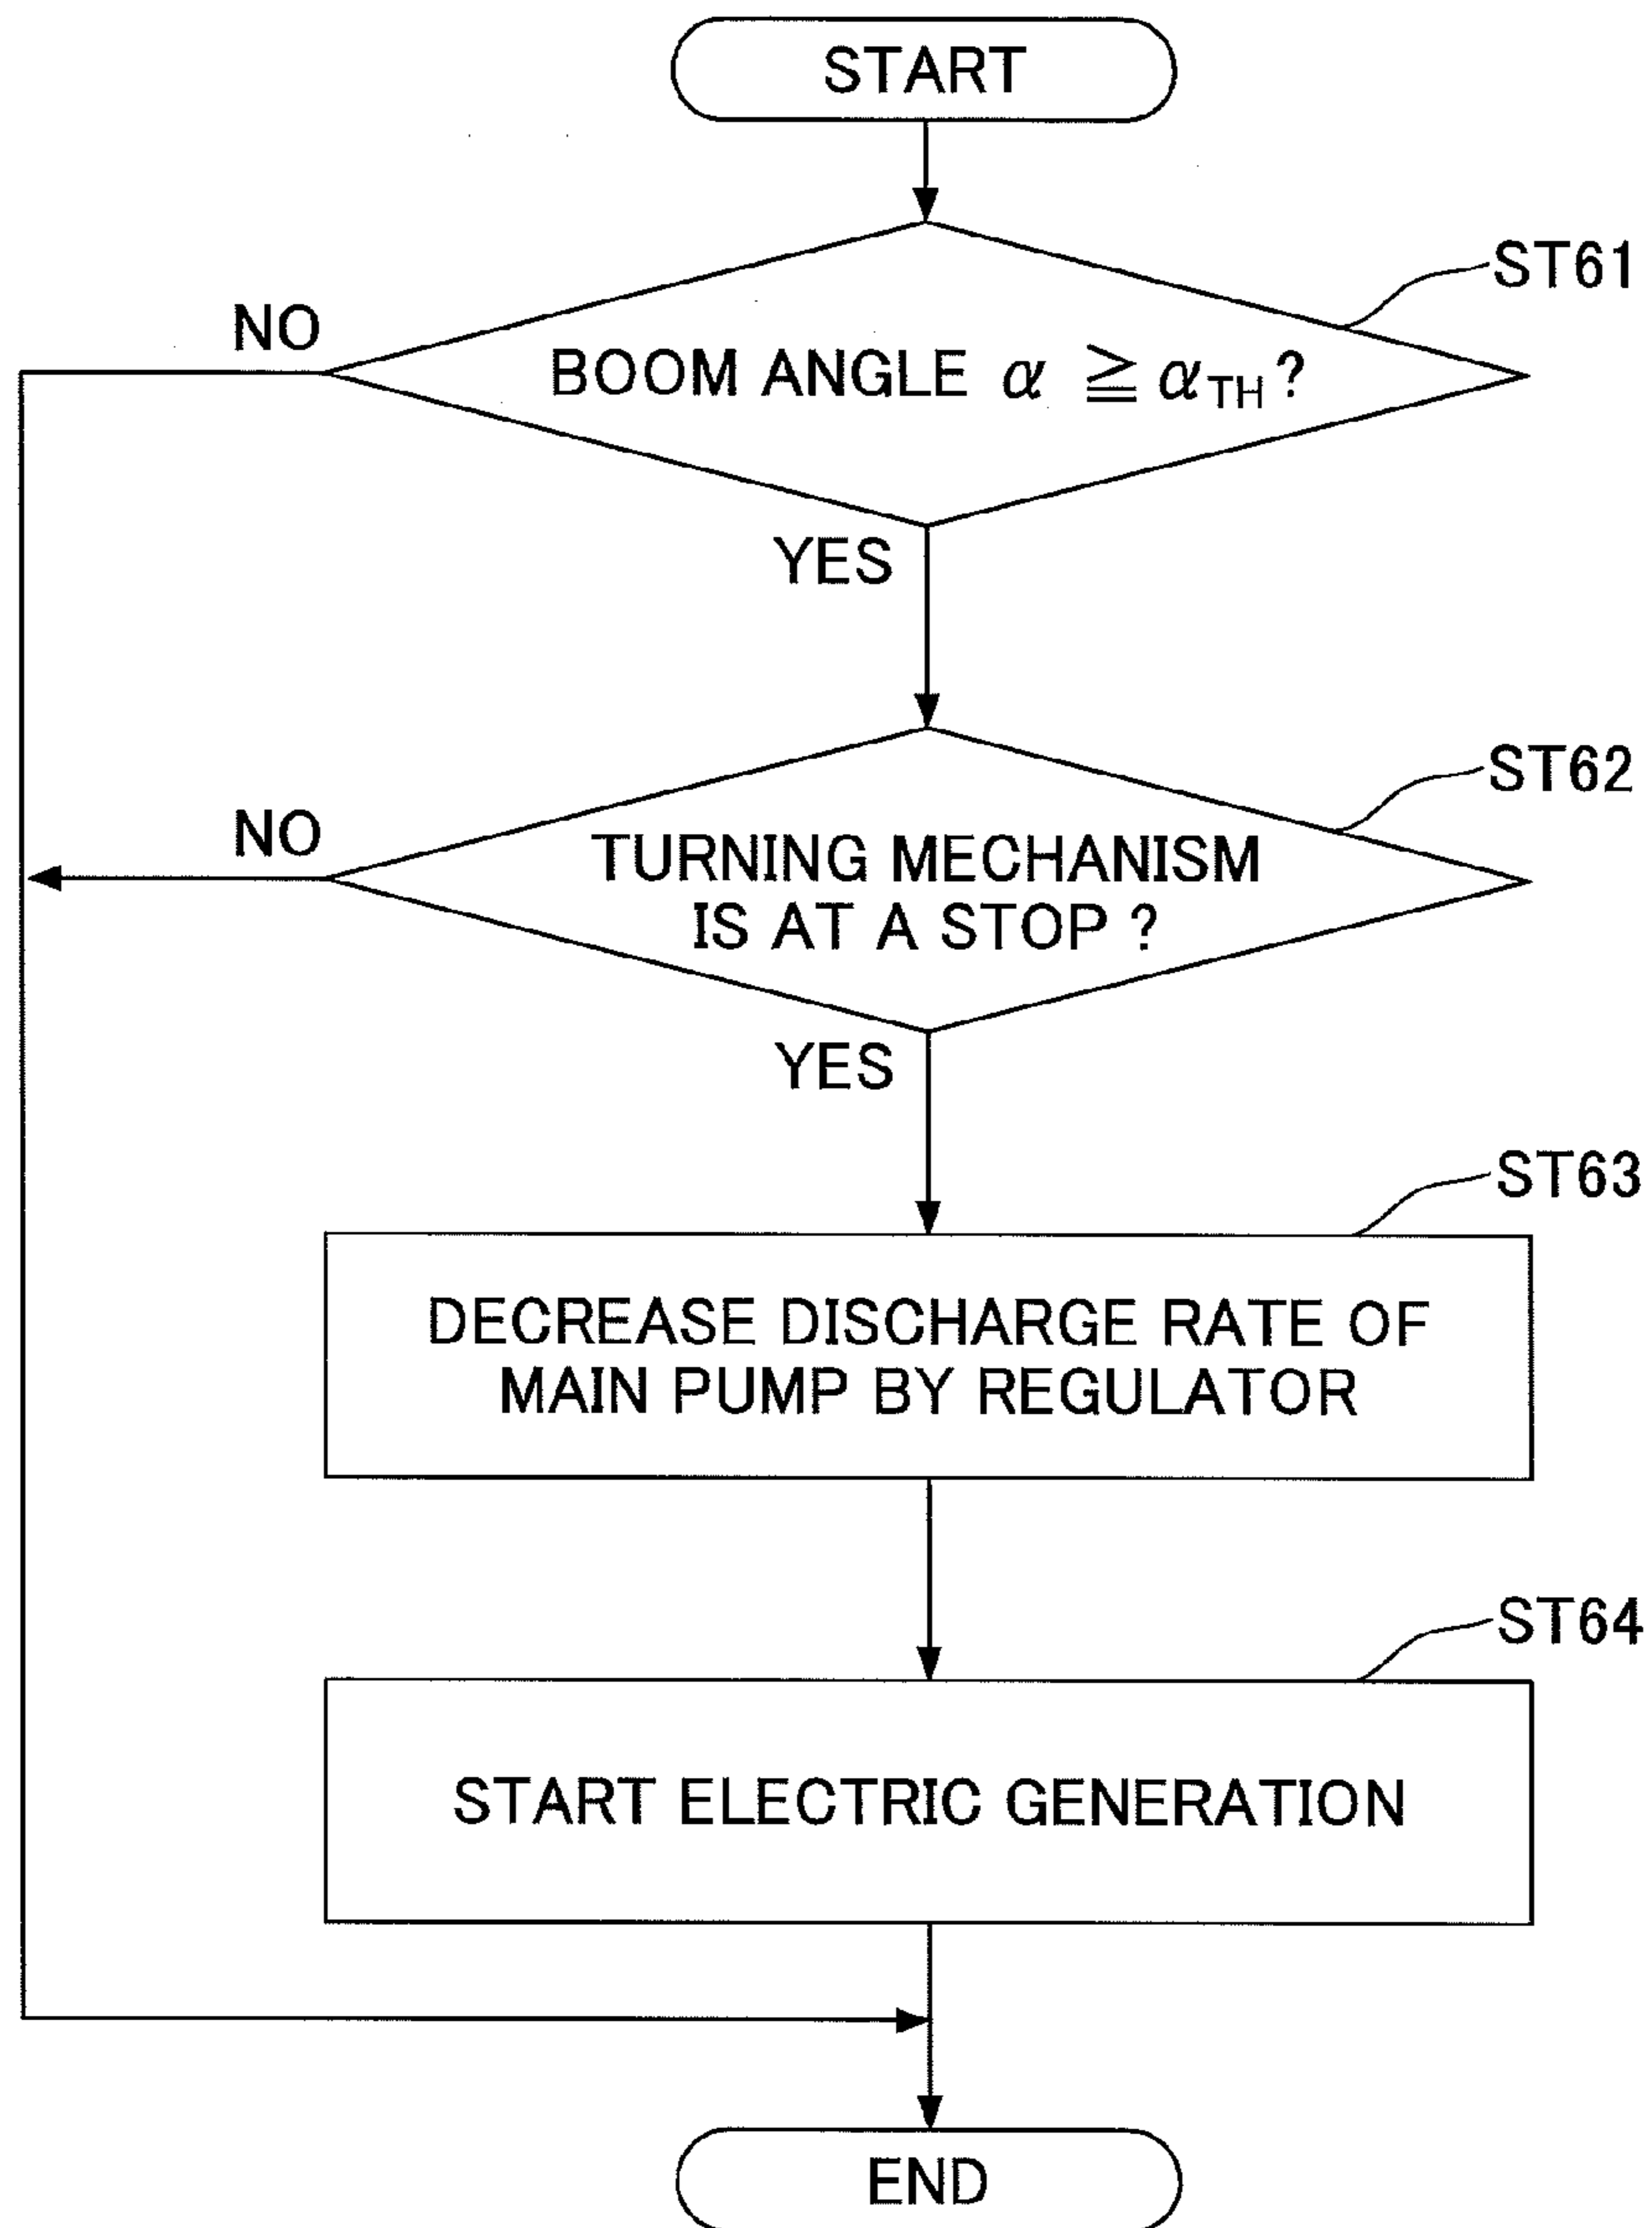 START
ST61
NO
BOOM ANGLE α ≧ αTH?
YES
ST62
NO
TURNING MECHANISM
IS AT A STOP ?
YES
ST63
DECREASE DISCHARGE RATE OF
MAIN PUMP BY REGULATOR
ST64
START ELECTRIC GENERATION
END